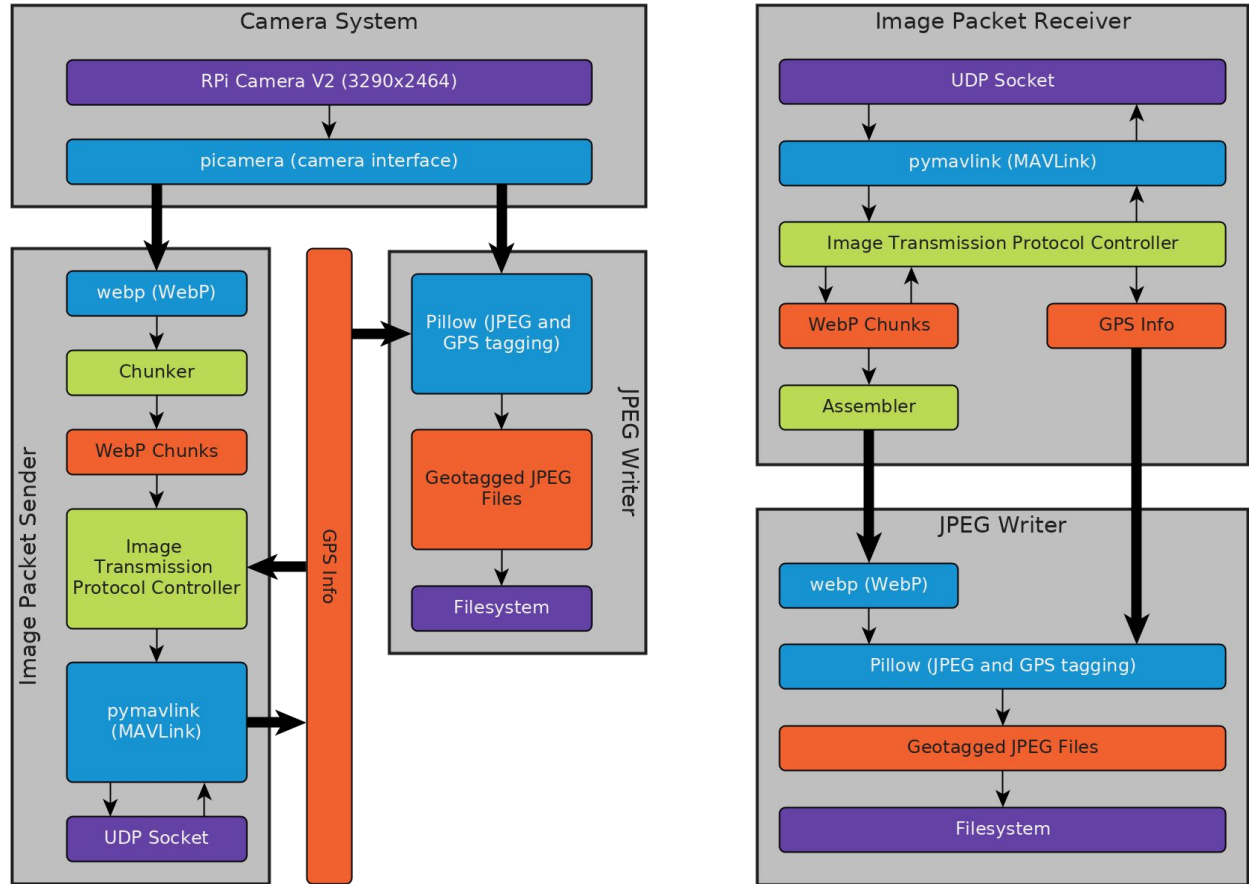 Camera System
RPi Camera V2 (3290x2464)
picamera (camera interface)
Image Packet Sender
webp (WebP)
Chunker
WebP Chunks
Image
Transmission
Protocol Controller
pymavlink
(MAVLink)
UDP Socket
GPS Info
JPEG Writer
Pillow (JPEG and
GPS tagging)
Geotagged JPEG
Files
Filesystem
Image Packet Receiver
UDP Socket
pymavlink (MAVLink)
Image Transmission Protocol Controller
WebP Chunks
GPS Info
Assembler
JPEG Writer
webp (WebP)
Pillow (JPEG and GPS tagging)
Geotagged JPEG Files
Filesystem